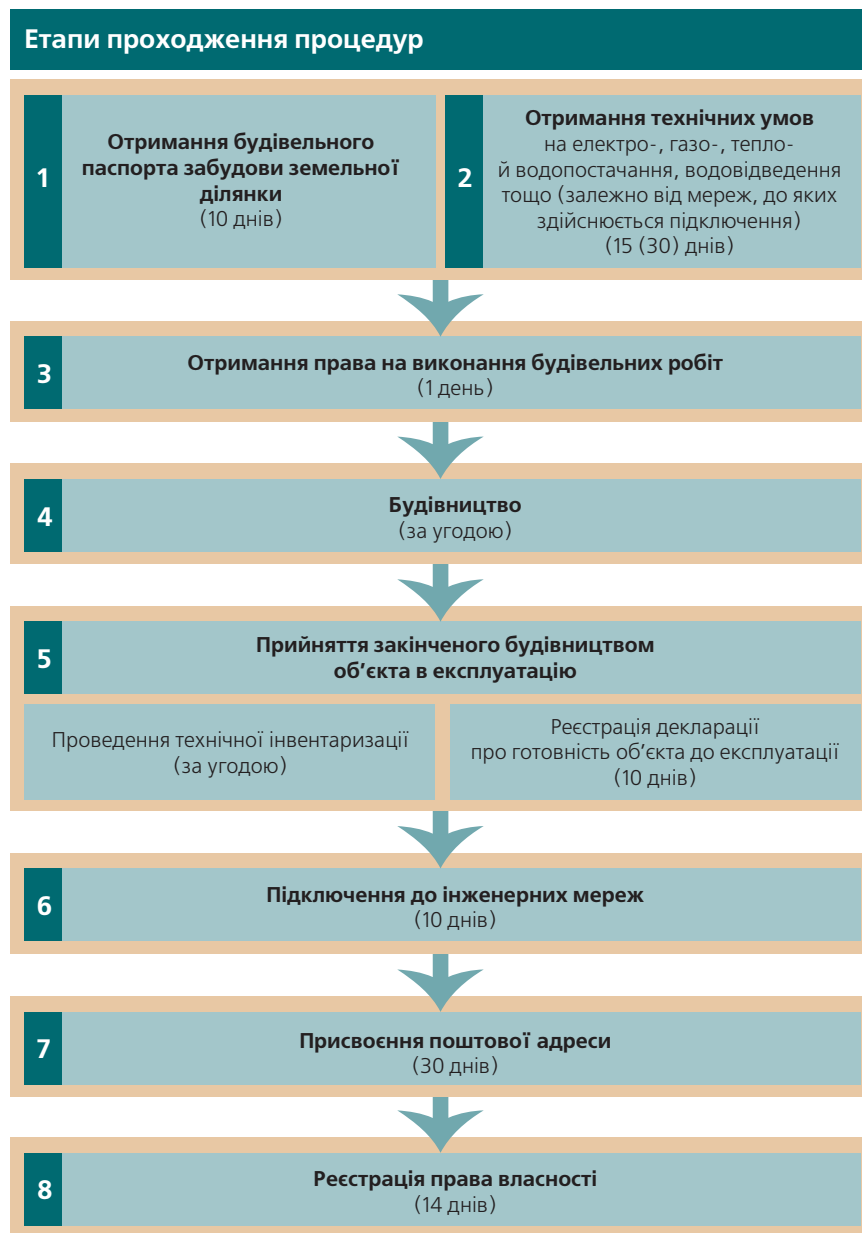 Етапи проходження процедур
1
Отримання будівельного
паспорта забудови земельної
ділянки
(10 днів)
2
Отримання технічних умов
на електро-, газо-, тепло-
й водопостачання, водовідведення
тощо (залежно від мереж, до яких
здійснюється підключення)
(15 (30) днів)
3
Отримання права на виконання будівельних робіт
(1 день)
4
Будівництво
(за угодою)
5
Прийняття закінченого будівництвом
об’єкта в експлуатацію
Проведення технічної інвентаризації
(за угодою)
Реєстрація декларації
про готовність об’єкта до експлуатації
(10 днів)
6
Підключення до інженерних мереж
(10 днів)
7
Присвоєння поштової адреси
(30 днів)
8
Реєстрація права власності
(14 днів)